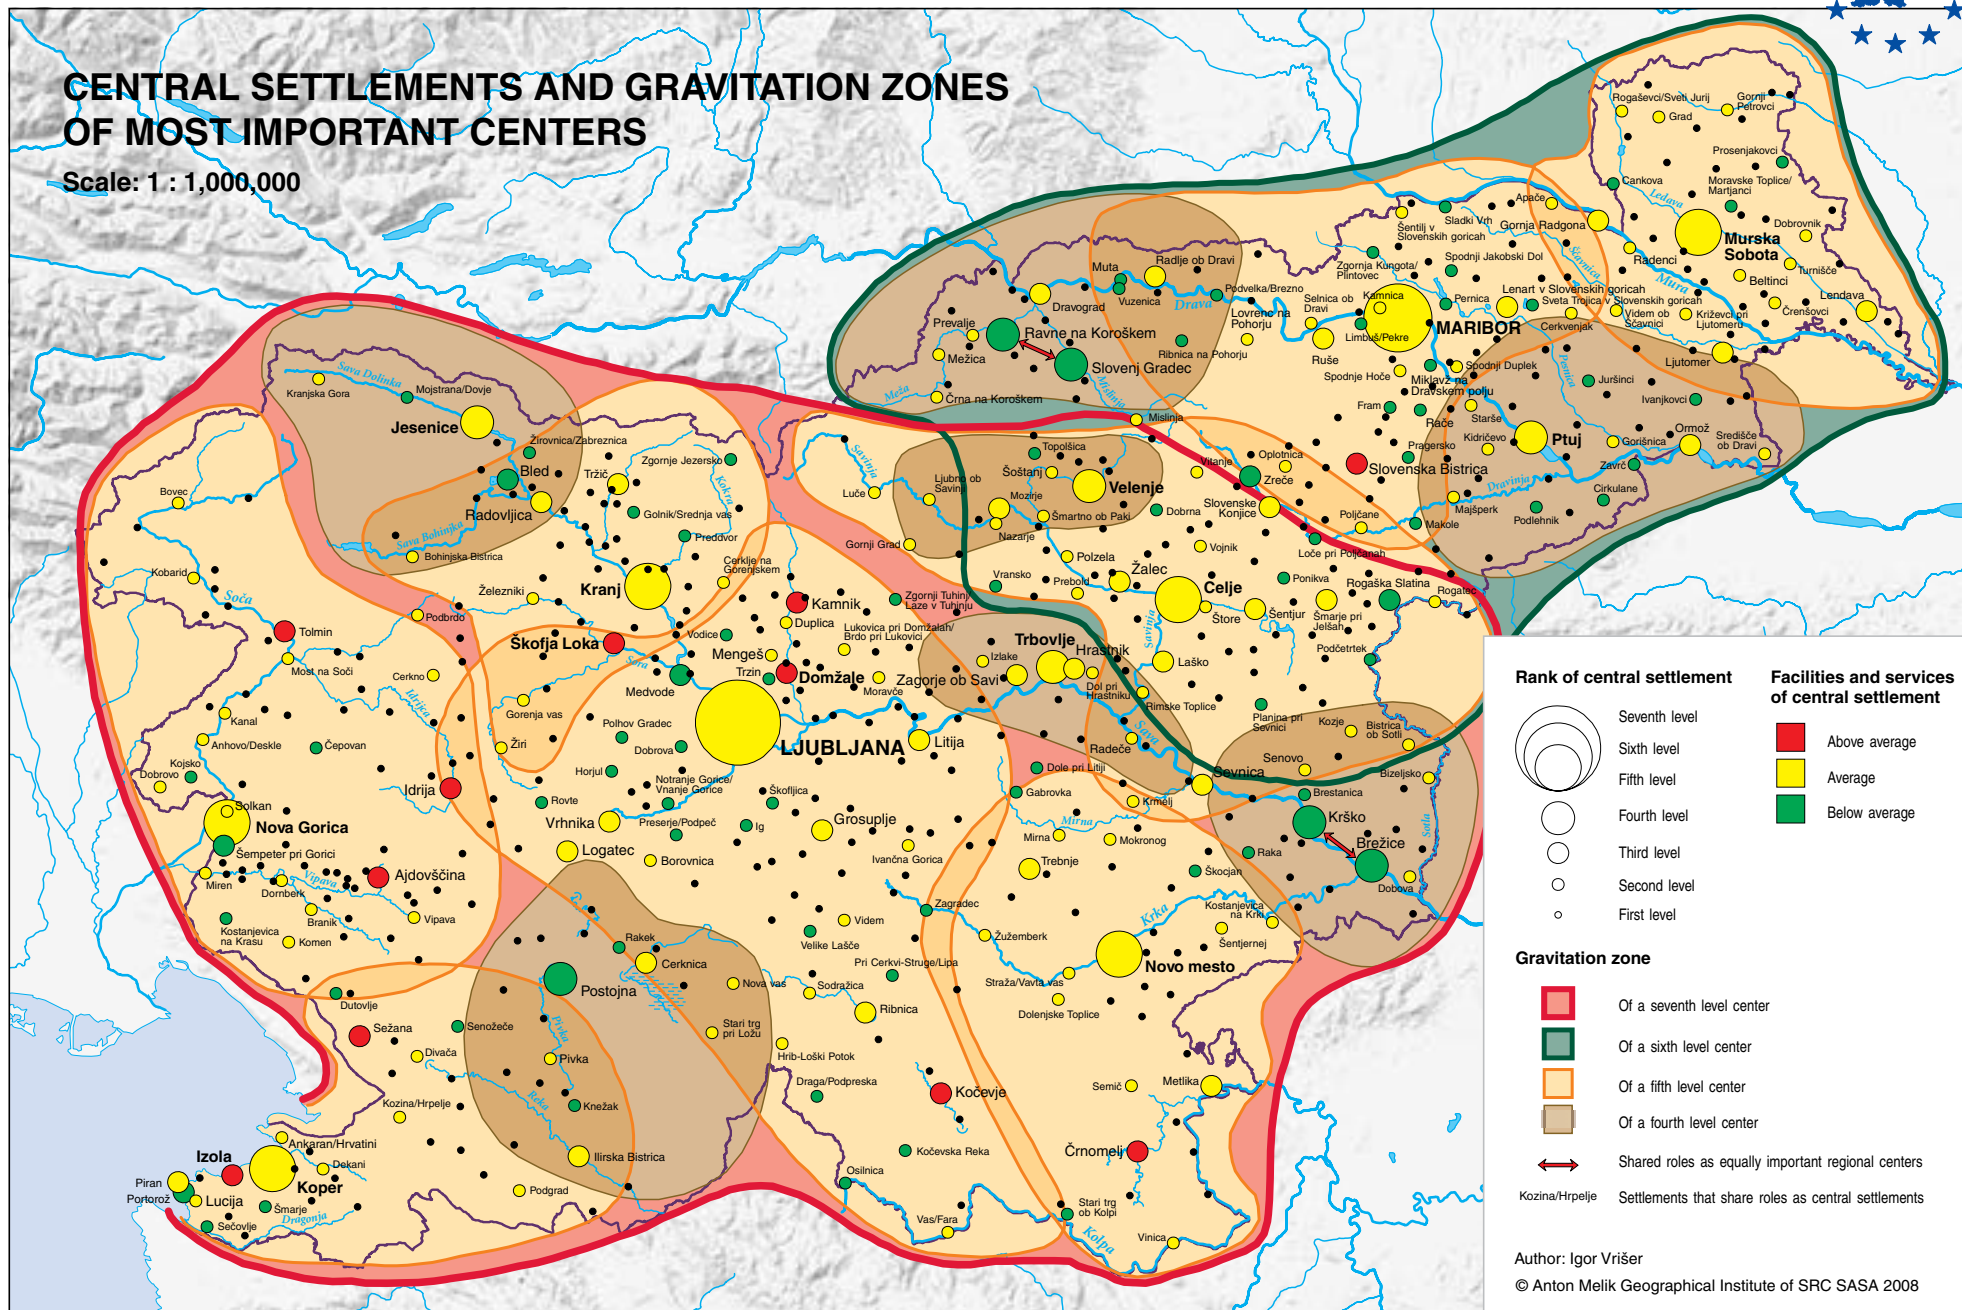 CENTRAL SETTLEMENTS AND GRAVITATION ZONES
OF MOST IMPORTANT CENTERS
Scale: 1 : 1,000,000
Rogaševci/Sveti Jurij
Gornji
Petrovci
Grad
Prosenjakovci
Cankova
Moravske Toplice/
Martjanci
Ledava
Apače
Dobrovnik
Sladki Vrh
Gornja Radgona
Šentilj v
Slovenskih goricah
Murska
Sobota
Radenci
Turnišče
Beltinci
Mura
Ščavnica
Zgornja Kungota/
Plintovec
Spodnji Jakobski Dol
Muta
Radlje ob Dravi
Vuzenica
Drava
Podvelka/Brezno
Selnica ob
Dravi
Kamnica
Pernica
Lenart v Slovenskih goricah
Sveta Trojica v Slovenskih goricah
Lendava
Črenšovci
Dravograd
Lovrenc na
Pohorju
Limbuš/Pekre
MARIBOR
Cerkvenjak
Videm ob
Ščavnici
Križevci pri
Ljutomeru
Prevalje
Ravne na Koroškem
Mežica
Slovenj Gradec
Ribnica na Pohorju
Ruše
Ljutomer
Spodnje Hoče
Spodnji Duplek
Miklavž na
Dravskem polju
Pesnica
Juršinci
Meža
Črna na Koroškem
Mislinja
Mislinja
Fram
Rače
Starše
Ivanjkovci
Kranjska Gora
Sava Dolinka
Mojstrana/Dovje
Jesenice
Žirovnica/Zabreznica
Bled
Radovljica
Tržič
Zgornje Jezersko
Kokra
Golnik/Srednja vas
Preddvor
Sava Bohinjka
Bohinjska Bistrica
Bovec
Kobarid
Soča
Savinja
Luče
Ljubno ob
Savinji
Topolšica
Šoštanj
Velenje
Mozirje
Šmartno ob Paki
Nazarje
Gornji Grad
Vitanje
Oplotnica
Zreče
Slovenska Bistrica
Pragersko
Kidričevo
Ptuj
Gorišnica
Ormož
Središče
ob Dravi
Zavrč
Cirkulane
Dravinja
Majšperk
Podlehnik
Makole
Poljčane
Slovenske
Konjice
Loče pri Poljčanah
Dobrna
Vojnik
Polzela
Žalec
Prebold
Vransko
Celje
Ponikva
Rogaška Slatina
Rogatec
Štore
Šentjur
Šmarje pri
Jelšah
Podčetrtek
Savinja
Laško
Kranj
Cerklje na
Gorenjskem
Železniki
Kamnik
Duplica
Zgornji Tuhinj/
Laze v Tuhinju
Lukovica pri Domžalah/
Brdo pri Lukovici
Podbrdo
Tolmin
Most na Soči
Škofja Loka
Sora
Vodice
Mengeš
Trzin
Domžale
Moravče
Medvode
Trbovlje
Hrastnik
Izlake
Zagorje ob Savi
Dol pri
Hrastniku
Rimske Toplice
Cerkno
Idrijca
Gorenja vas
Žiri
Kanal
Anhovo/Deskle
Čepovan
Kojsko
Dobrovo
Polhov Gradec
Dobrova
LJUBLJANA
Litija
Radeče
Sava
Planina pri
Sevnici
Kozje
Bistrica
ob Sotli
Senovo
Bizeljsko
Sevnica
Brestanica
Krško
Brežice
Sotla
Dobova
Idrija
Solkan
Nova Gorica
Šempeter pri Gorici
Miren
Vipava
Dornberk
Branik
Ajdovščina
Vipava
Kostanjevica
na Krasu
Komen
Horjul
Rovte
Notranje Gorice/
Vnanje Gorice
Škofljica
Vrhnika
Preserje/Podpeč
Ig
Grosuplje
Logatec
Borovnica
Ivančna Gorica
Dole pri Litiji
Gabrovka
Krmelj
Mirna
Mirna
Mokronog
Trebnje
Raka
Škocjan
Kostanjevica
na Krki
Krka
Šentjernej
Zagradec
Videm
Velike Lašče
Žužemberk
Novo mesto
Straža/Vavta vas
Dolenjske Toplice
Rakek
Cerknica
Postojna
Nova vas
Sodražica
Pri Cerkvi-Struge/Lipa
Ribnica
Stari trg
pri Ložu
Hrib-Loški Potok
Draga/Podpreska
Kočevje
Semič
Metlika
Črnomelj
Dutovlje
Sežana
Senožeče
Divača
Pivka
Pivka
Reka
Knežak
Kozina/Hrpelje
Ilirska Bistrica
Podgrad
Kočevska Reka
Osilnica
Vas/Fara
Stari trg
ob Kolpi
Kolpa
Vinica
Ankaran/Hrvatini
Izola
Dekani
Koper
Piran
Portorož
Lucija
Šmarje
Dragonja
Sečovlje
Rank of central settlement
Seventh level
Sixth level
Fifth level
Fourth level
Third level
Second level
First level
Facilities and services
of central settlement
Above average
Average
Below average
Gravitation zone
Of a seventh level center
Of a sixth level center
Of a fifth level center
Of a fourth level center
Shared roles as equally important regional centers
Kozina/Hrpelje
Settlements that share roles as central settlements
Author: Igor Vrišer
© Anton Melik Geographical Institute of SRC SASA 2008